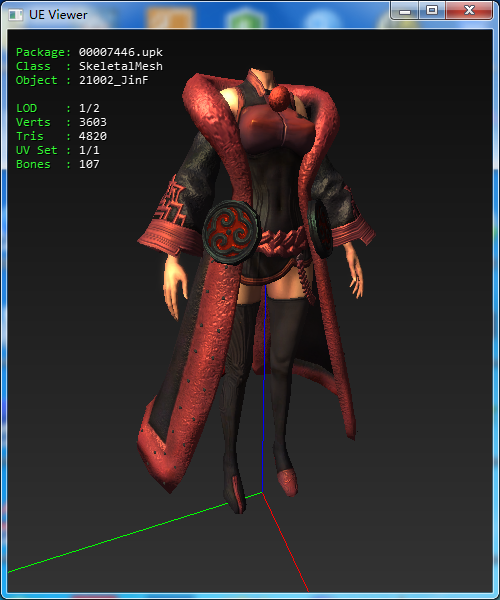 UE Viewer
Package: 00007446.upk
Class : SkeletalMesh
Object : 21002_JinF
LOD : 1/2
Verts : 3603
Tris : 4820
UV Set : 1/1
Bones : 107